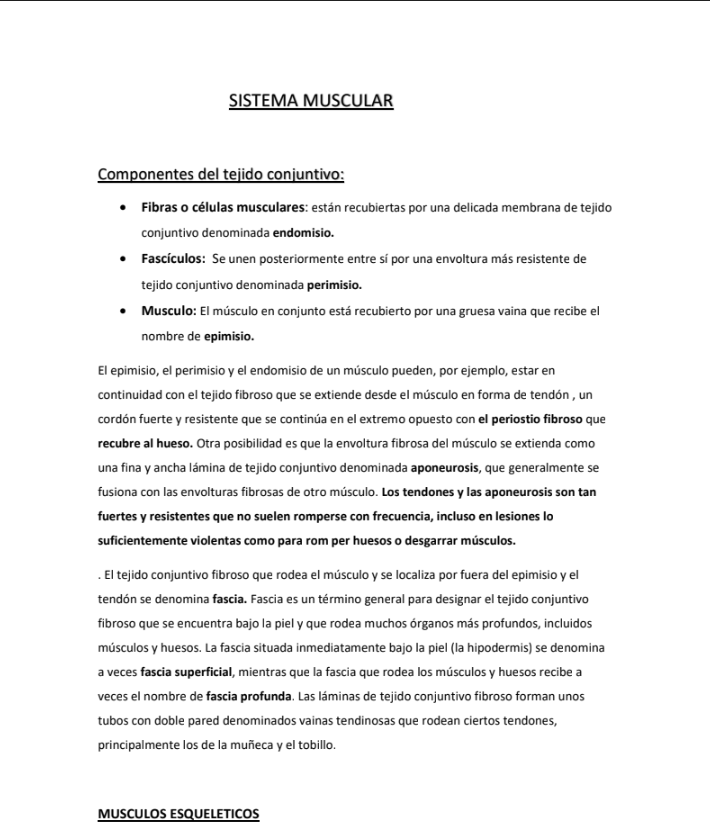 SISTEMA MUSCULAR
Componentes del tejido conjuntivo:
• Fibras o células musculares: están recubiertas por una delicada membrana de tejido
conjuntivo denominada endomisio.
• Fascículos: Se unen posteriormente entre sí por una envoltura más resistente de
tejido conjuntivo denominada perimisio.
• Musculo: El músculo en conjunto está recubierto por una gruesa vaina que recibe el
nombre de epimisio.
El epimisio, el perimisio y el endomisio de un músculo pueden, por ejemplo, estar en
continuidad con el tejido fibroso que se extiende desde el músculo en forma de tendón , un
cordón fuerte y resistente que se continúa en el extremo opuesto con el periostio fibroso que
recubre al hueso. Otra posibilidad es que la envoltura fibrosa del músculo se extienda como
una fina y ancha lámina de tejido conjuntivo denominada aponeurosis, que generalmente se
fusiona con las envolturas fibrosas de otro músculo. Los tendones y las aponeurosis son tan
fuertes y resistentes que no suelen romperse con frecuencia, incluso en lesiones lo
suficientemente violentas como para rom per huesos o desgarrar músculos.
. El tejido conjuntivo fibroso que rodea el músculo y se localiza por fuera del epimisio y el
tendón se denomina fascia. Fascia es un término general para designar el tejido conjuntivo
fibroso que se encuentra bajo la piel y que rodea muchos órganos más profundos, incluidos
músculos y huesos. La fascia situada inmediatamente bajo la piel (la hipodermis) se denomina
a veces fascia superficial, mientras que la fascia que rodea los músculos y huesos recibe a
veces el nombre de fascia profunda. Las láminas de tejido conjuntivo fibroso forman unos
tubos con doble pared denominados vainas tendinosas que rodean ciertos tendones,
principalmente los de la muñeca y el tobillo.
MUSCULOS ESQUELETICOS